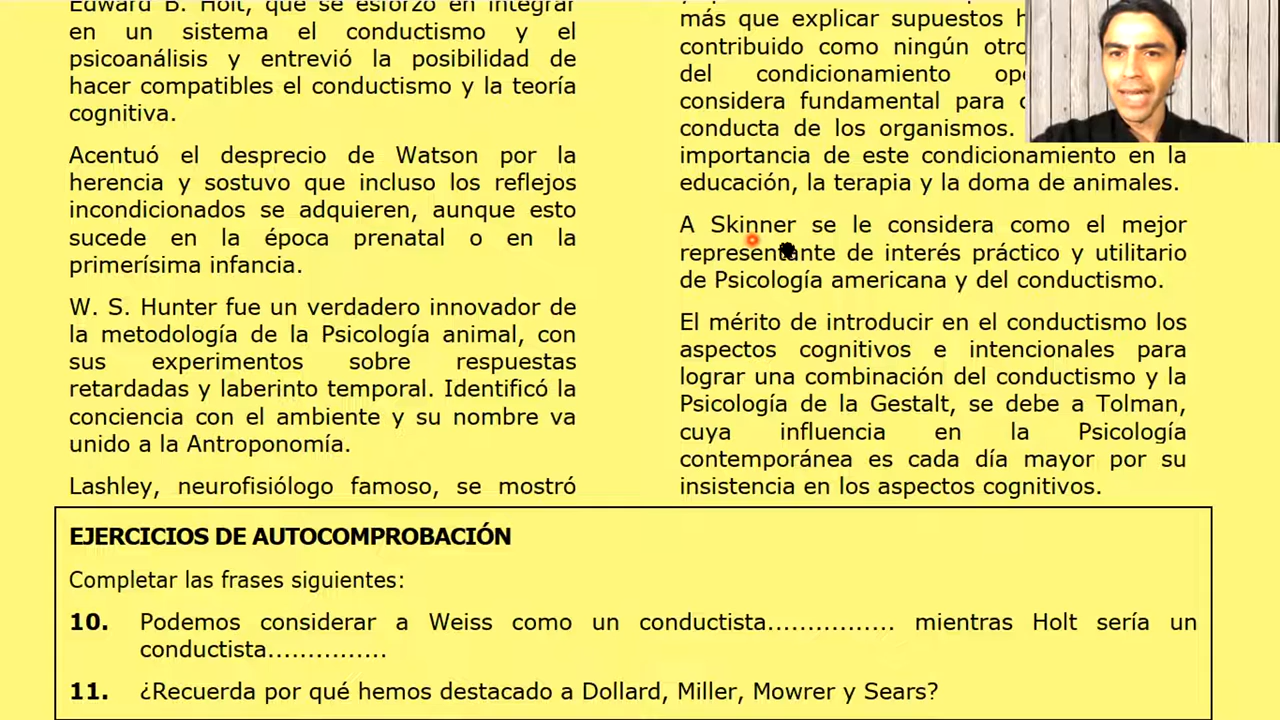 Edward B. Holt, que se esforzó en integrar
en un sistema el conductismo y el
psicoanálisis y entrevió la posibilidad de
hacer compatibles el conductismo y la teoría
cognitiva.
Acentuó el desprecio de Watson por la
herencia y sostuvo que incluso los reflejos
incondicionados se adquieren, aunque esto
sucede en la época prenatal o en la
primerísima infancia.
W. S. Hunter fue un verdadero innovador de
la metodología de la Psicología animal, con
sus experimentos sobre respuestas
retardadas y laberinto temporal. Identificó la
conciencia con el ambiente y su nombre va
unido a la Antroponomía.
Lashley, neurofisiólogo famoso, se mostró
más que explicar supuestos
contribuido como ningún otro
del condicionamiento
considera fundamental para
conducta de los organismos.
importancia de este condicionamiento en la
educación, la terapia y la doma de animales.
A Skinner se le considera como el mejor
representante de interés práctico y utilitario
de Psicología americana y del conductismo.
El mérito de introducir en el conductismo los
aspectos cognitivos e intencionales para
lograr una combinación del conductismo y la
Psicología de la Gestalt, se debe a Tolman,
cuya influencia en la Psicología
contemporánea es cada día mayor por su
insistencia en los aspectos cognitivos.
EJERCICIOS DE AUTOCOMPROBACIÓN
Completar las frases siguientes:
10. Podemos considerar a Weiss como un conductista................ mientras Holt sería un
conductista...............
11. ¿Recuerda por qué hemos destacado a Dollard, Miller, Mowrer y Sears?